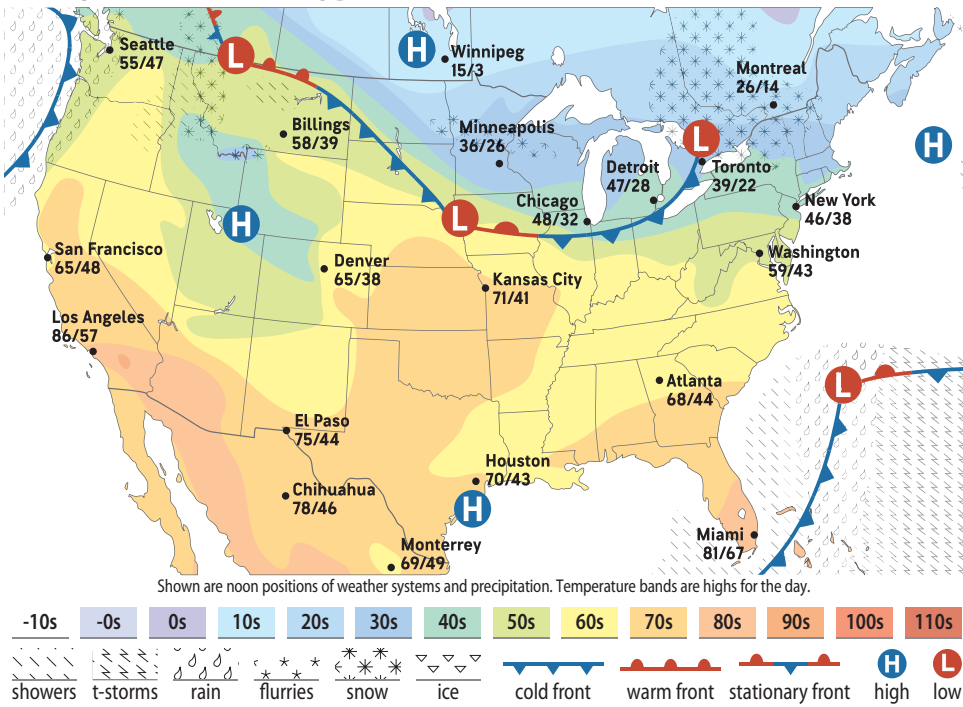 L
H
Winnipeg
15/3
Seattle
55/47
Montreal
26/14
H
Billings
58/39
Minneapolis
36/26
L
Detroit
47/28
Toronto
39/22
Chicago
48/32
New York
46/38
H
L
San Francisco
65/48
Denver
65/38
Washington
59/43
Kansas City
71/41
Los Angeles
86/57
L
Atlanta
68/44
El Paso
75/44
Houston
70/43
Chihuahua
78/46
H
Miami
81/67
Monterrey
69/49
Shown are noon positions of weather systems and precipitation. Temperature bands are highs for the day.
-10s -0s 0s 10s 20s 30s 40s 50s 60s 70s 80s 90s 100s 110s
H L
showers t-storms rain flurries snow ice cold front warm front stationary front high low